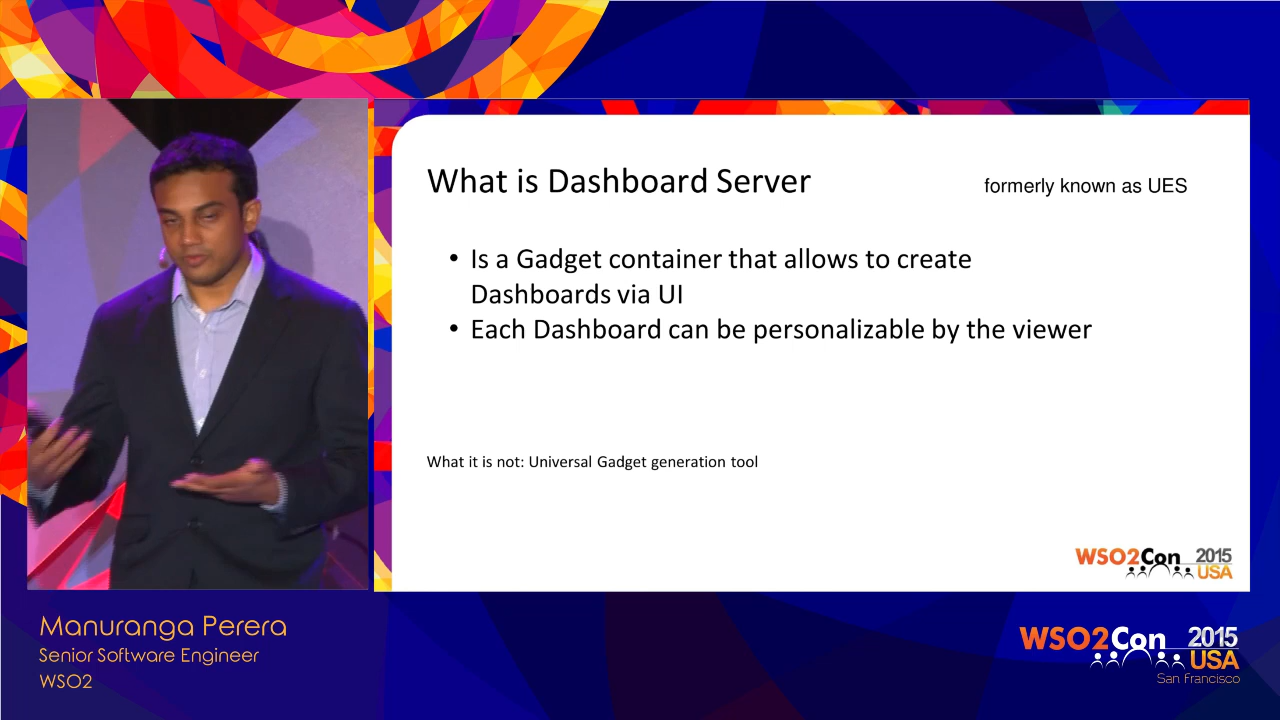 What is Dashboard Server
formerly known as UES
• Is a Gadget container that allows to create
Dashboards via UI
• Each Dashboard can be personalizable by the viewer
What it is not: Universal Gadget generation tool
WSO2Con 2015
USA
Manuranga Perera
Senior Software Engineer
WSO2
WSO2Con 2015
USA
San Francisco